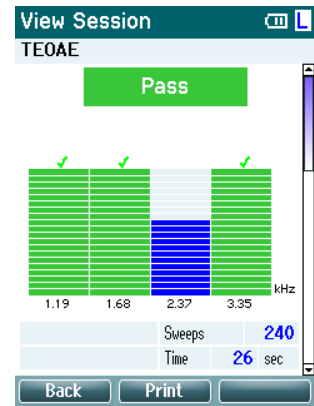 View Session L
TEOAE
Pass
kHz
1.19 1.68 2.37 3.35
Sweeps 240
Time 26 sec
Back Print